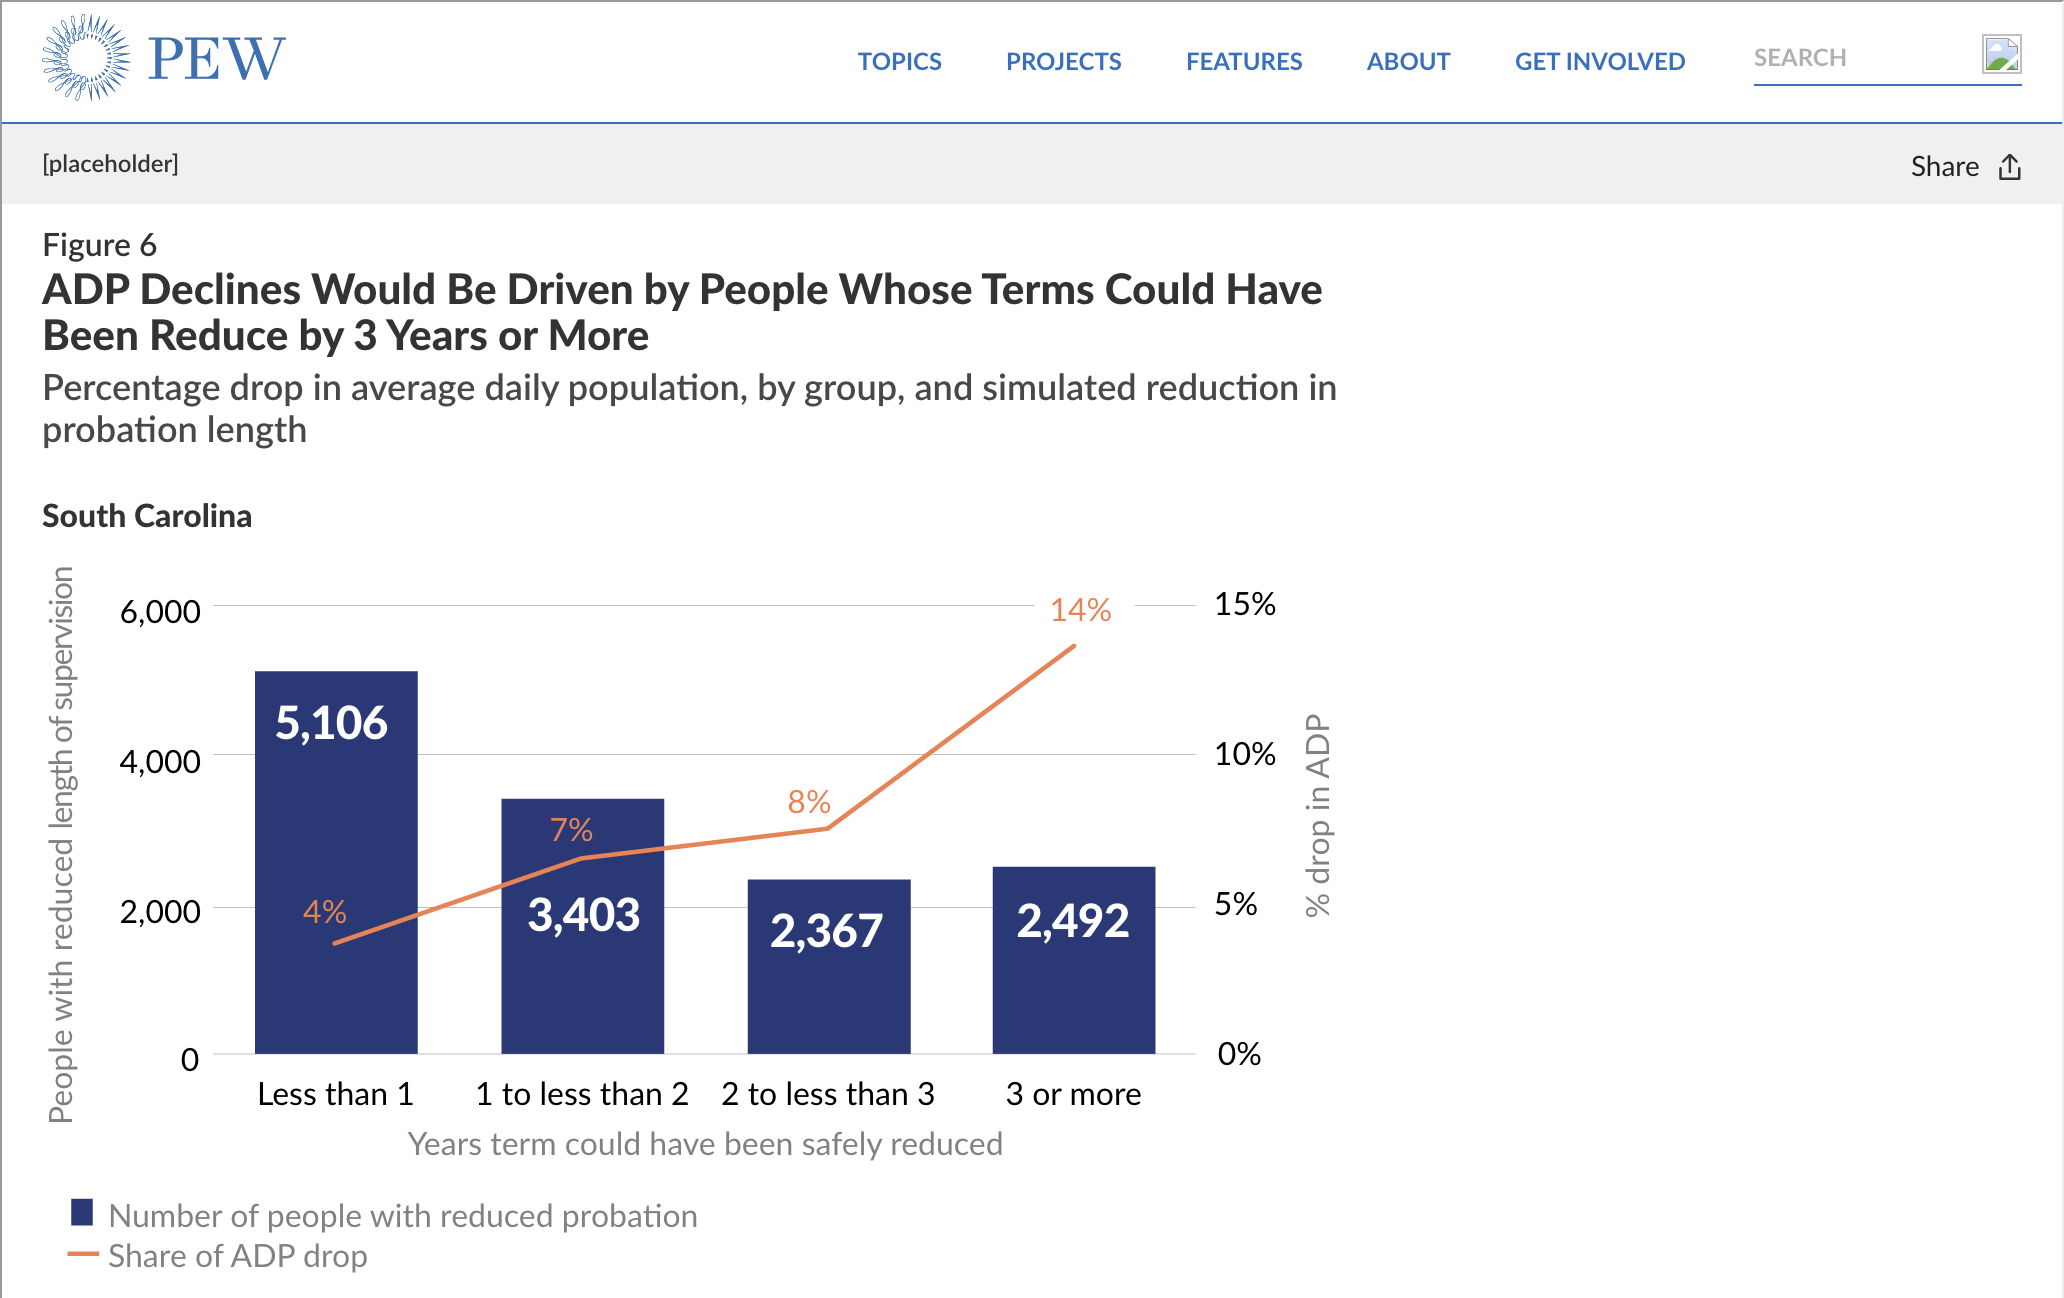 PEW
TOPICS PROJECTS FEATURES ABOUT GET INVOLVED SEARCH
[placeholder] Share
Figure 6
ADP Declines Would Be Driven by People Whose Terms Could Have
Been Reduce by 3 Years or More
Percentage drop in average daily population, by group, and simulated reduction in
probation length
South Carolina
People with reduced length of supervision
6,000
4,000
2,000
0
5,106
3,403
2,367
2,492
4%
7%
8%
14%
15%
10%
5%
0%
% drop in ADP
Less than 1 1 to less than 2 2 to less than 3 3 or more
Years term could have been safely reduced
Number of people with reduced probation
Share of ADP drop